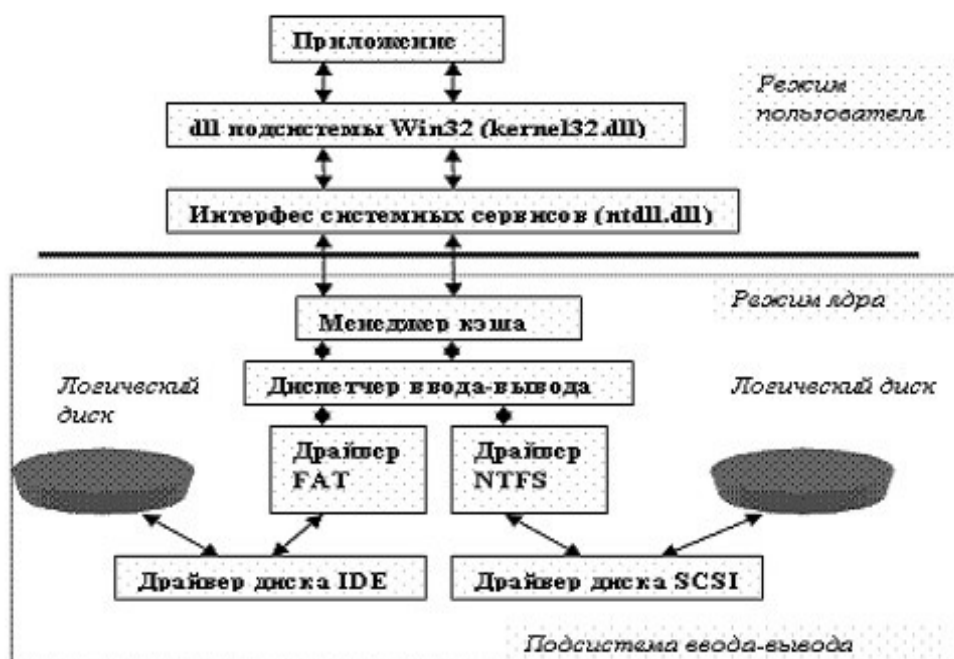 Приложение
Режим
пользователя
dll подсистемы Win32 (kernel32.dll)
Интерфес системных сервисов (ntdll.dll)
Режим ядра
Менеджер кэша
Логический
диск
Диспетчер ввода-вывода
Логический диск
Драйвер
FAT
Драйвер
NTFS
Драйвер диска IDE
Драйвер диска SCSI
Подсистема ввода-вывода